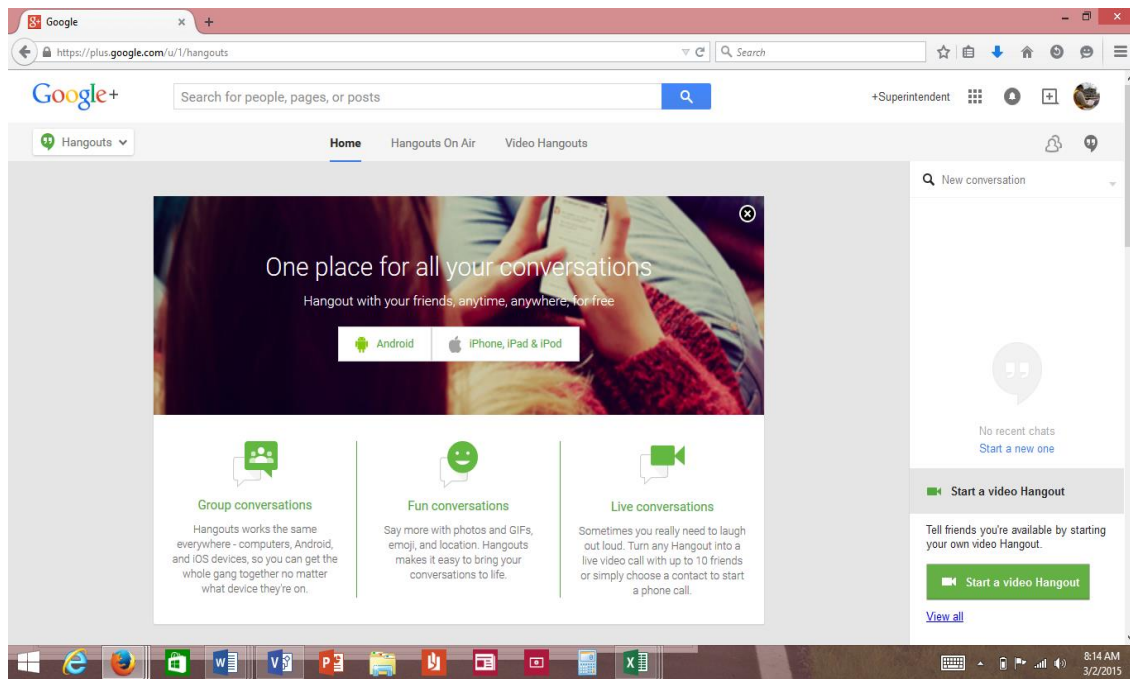 Google
https://plus.google.com/u/1/hangouts
Search
Google+
Search for people, pages, or posts
+Superintendent
Hangouts
Home
Hangouts On Air
Video Hangouts
New conversation
One place for all your conversations
Hangout with your friends, anytime, anywhere, for free
Android
iPhone, iPad & iPod
Group conversations
Hangouts works the same
everywhere - computers, Android,
and iOS devices, so you can get the
whole gang together no matter
what device they're on.
Fun conversations
Say more with photos and GIFs,
emoji, and location. Hangouts
makes it easy to bring your
conversations to life.
Live conversations
Sometimes you really need to laugh
out loud. Turn any Hangout into a
live video call with up to 10 friends
or simply choose a contact to start
a phone call.
No recent chats
Start a new one
Start a video Hangout
Tell friends you're available by starting
your own video Hangout.
Start a video Hangout
View all
8:14 AM
3/2/2015